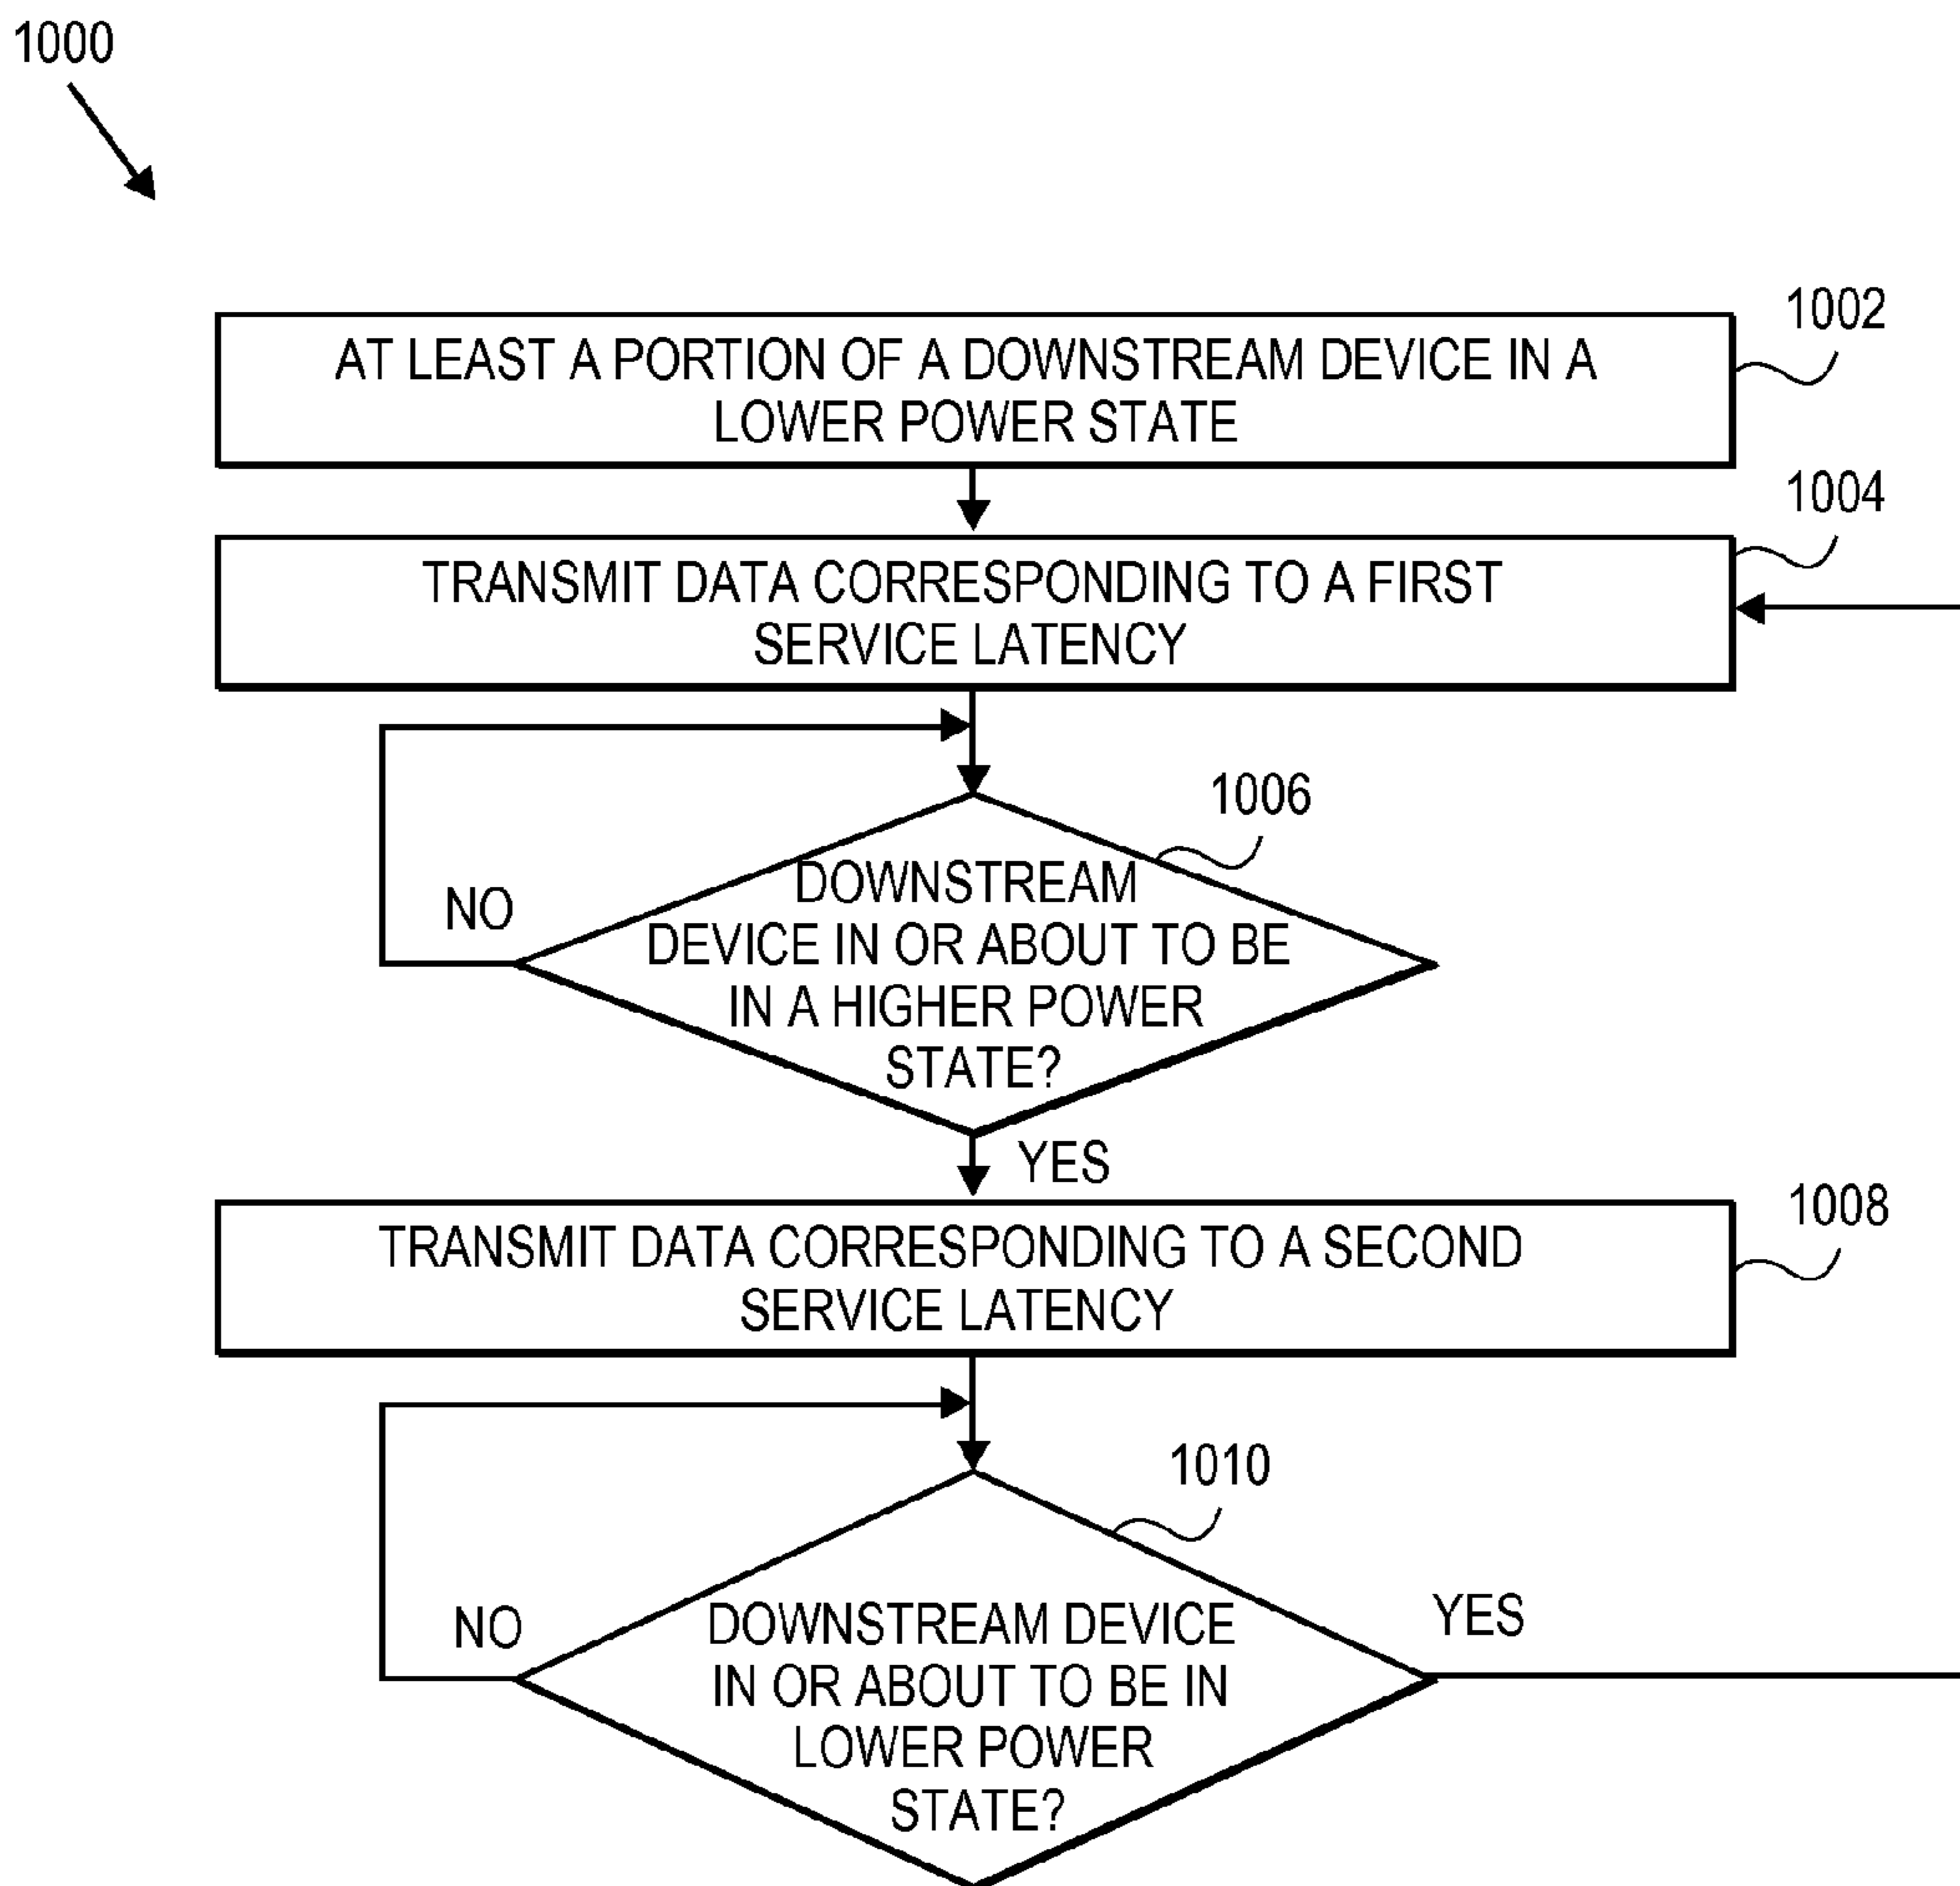 1000
1002
AT LEAST A PORTION OF A DOWNSTREAM DEVICE IN A
LOWER POWER STATE
1004
TRANSMIT DATA CORRESPONDING TO A FIRST
SERVICE LATENCY
1006
NO
DOWNSTREAM
DEVICE IN OR ABOUT TO BE
IN A HIGHER POWER
STATE?
YES
1008
TRANSMIT DATA CORRESPONDING TO A SECOND
SERVICE LATENCY
1010
NO
YES
DOWNSTREAM DEVICE
IN OR ABOUT TO BE IN
LOWER POWER
STATE?